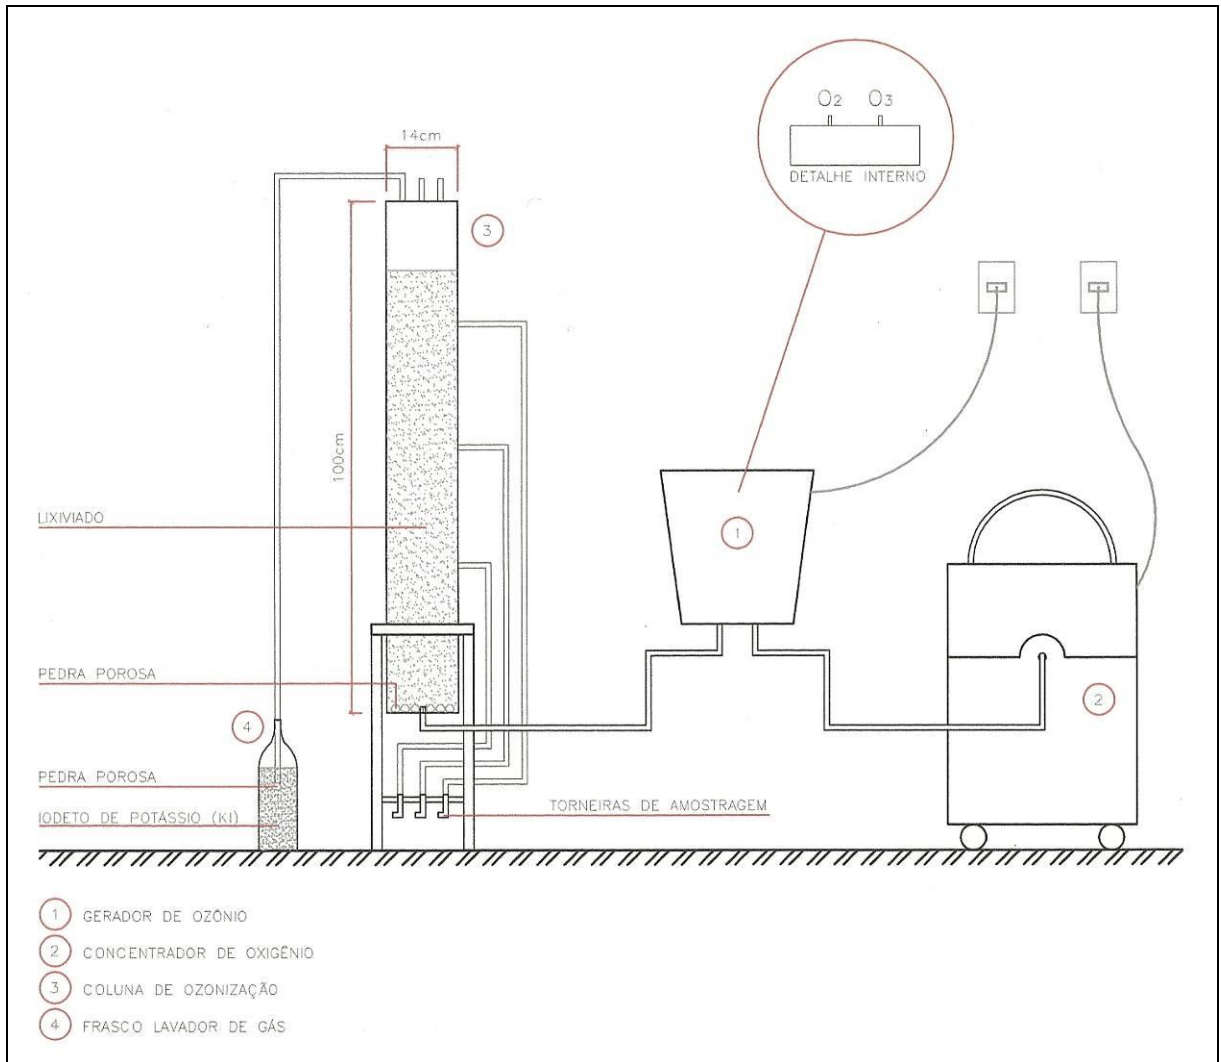 O2 O3
DETALHE INTERNO
14cm
3
100cm
LIXIVIADO
1
PEDRA POROSA
2
4
PEDRA POROSA
IODETO DE POTÁSSIO (KI)
TORNEIRAS DE AMOSTRAGEM
1 GERADOR DE OZÔNIO
2 CONCENTRADOR DE OXIGÊNIO
3 COLUNA DE OZONIZAÇÃO
4 FRASCO LAVADOR DE GÁS